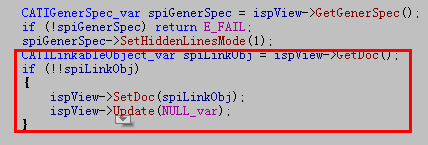 CATIGenerSpec_var spiGenerSpec = ispView->GetGenerSpec();
if (!spiGenerSpec) return E_FAIL;
spiGenerSpec->SetHiddenLinesMode(1);
CATILinkableObject_var spiLinkObj = ispView->GetDoc();
if (!!spiLinkObj)
{
ispView->SetDoc(spiLinkObj);
ispView->Update(NULL_var);
}